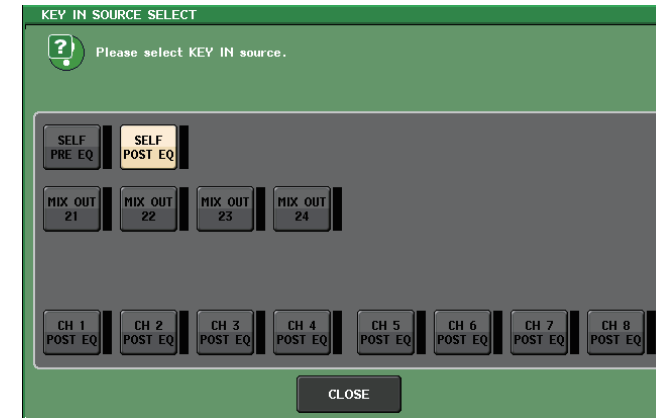 KEY IN SOURCE SELECT
?
Please select KEY IN source.
SELF
PRE EQ
SELF
POST EQ
MIX OUT
21
MIX OUT
22
MIX OUT
23
MIX OUT
24
CH 1
POST EQ
CH 2
POST EQ
CH 3
POST EQ
CH 4
POST EQ
CH 5
POST EQ
CH 6
POST EQ
CH 7
POST EQ
CH 8
POST EQ
CLOSE